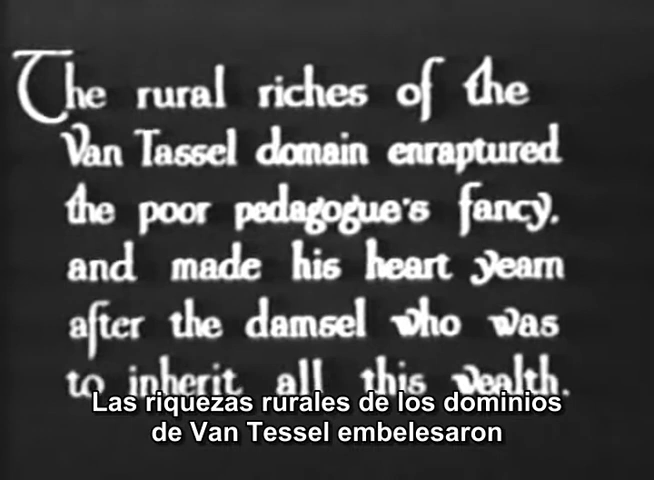 The rural riches of the
Van Tassel domain enraptured
the poor pedagogue's fancy,
and made his heart yearn
after the damsel who was
to inherit all this wealth.
Las riquezas rurales de los dominios
de Van Tessel embelesaron